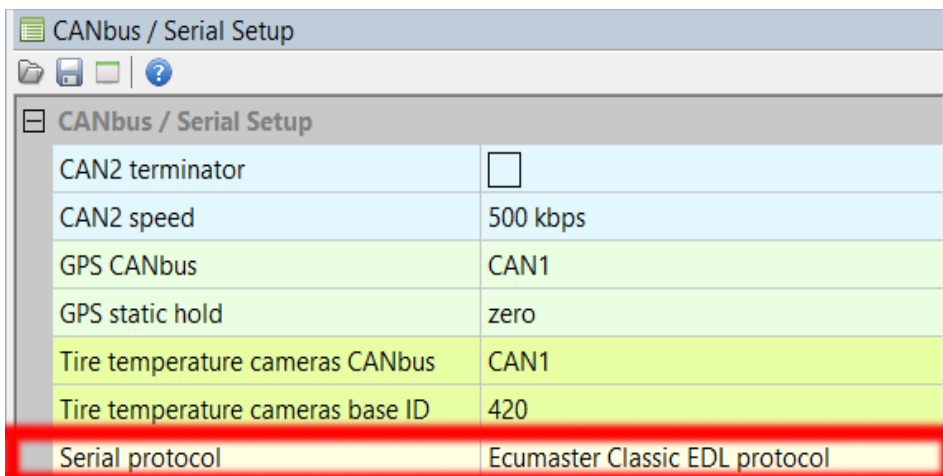 CANbus / Serial Setup
CANbus / Serial Setup
CAN2 terminator
CAN2 speed 500 kbps
GPS CANbus CAN1
GPS static hold zero
Tire temperature cameras CANbus CAN1
Tire temperature cameras base ID 420
Serial protocol Ecumaster Classic EDL protocol